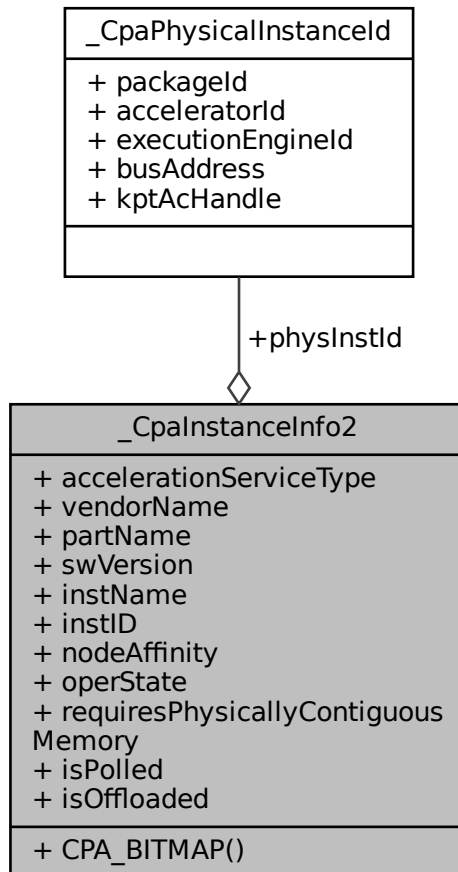 _CpaPhysicalInstanceId
+ packageId
+ acceleratorId
+ executionEngineId
+ busAddress
+ kptAcHandle
+physInstId
_CpaInstanceInfo2
+ accelerationServiceType
+ vendorName
+ partName
+ swVersion
+ instName
+ instID
+ nodeAffinity
+ operState
+ requiresPhysicallyContiguous
Memory
+ isPolled
+ isOffloaded
+ CPA_BITMAP()